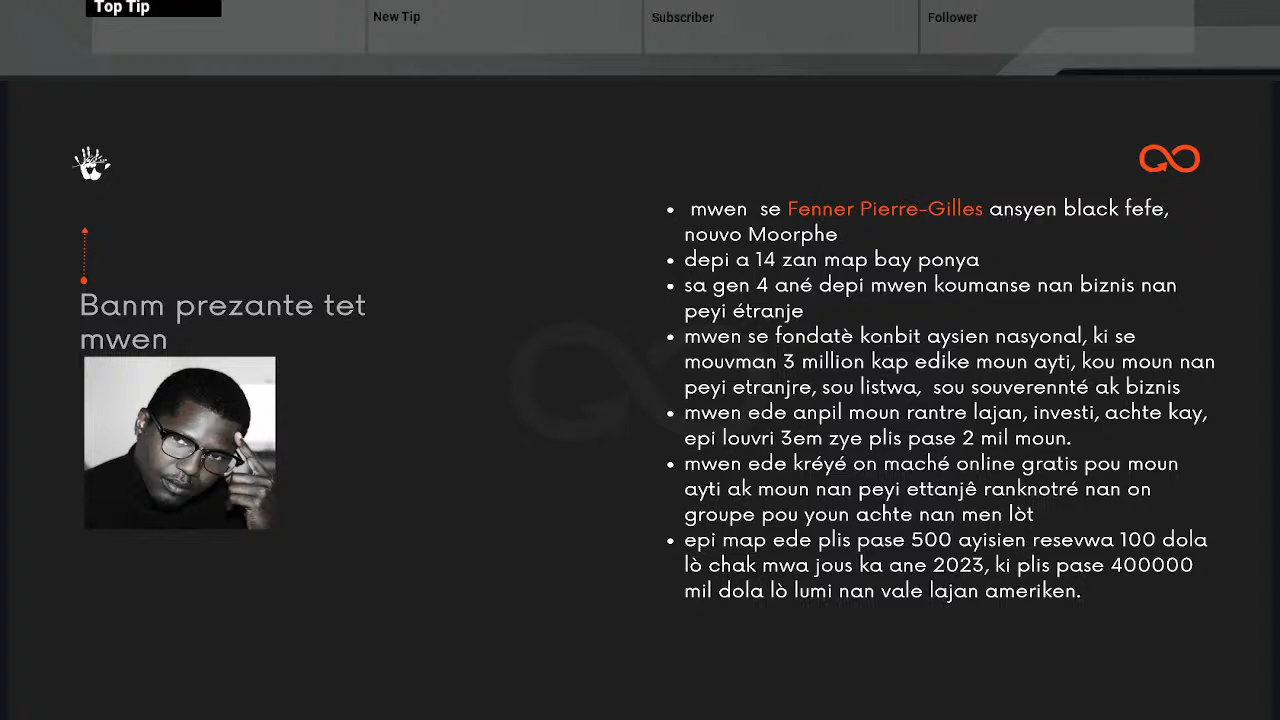 Top Tip
New Tip
Subscriber
Follower
Banm prezante tet
mwen
mwen se Fenner Pierre-Gilles ansyen black fefe,
nouvo Moorphe
depi a 14 zan map bay ponya
sa gen 4 ané depi mwen koumanse nan biznis nan
peyi étranje
mwen se fondatè konbit aysien nasyonal, ki se
mouvman 3 million kap edike moun ayti, kou moun nan
peyi etranjre, sou listwa, sou souverennté ak biznis
mwen ede anpil moun rantre lajan, investi, achte kay,
epi louvri 3em zye plis pase 2 mil moun.
mwen ede kréyé on maché online gratis pou moun
ayti ak moun nan peyi ettanjê ranknotré nan on
groupe pou youn achte nan men lòt
epi map ede plis pase 500 ayisien resevwa 100 dola
lò chak mwa jous ka ane 2023, ki plis pase 400000
mil dola lò lumi nan vale lajan ameriken.